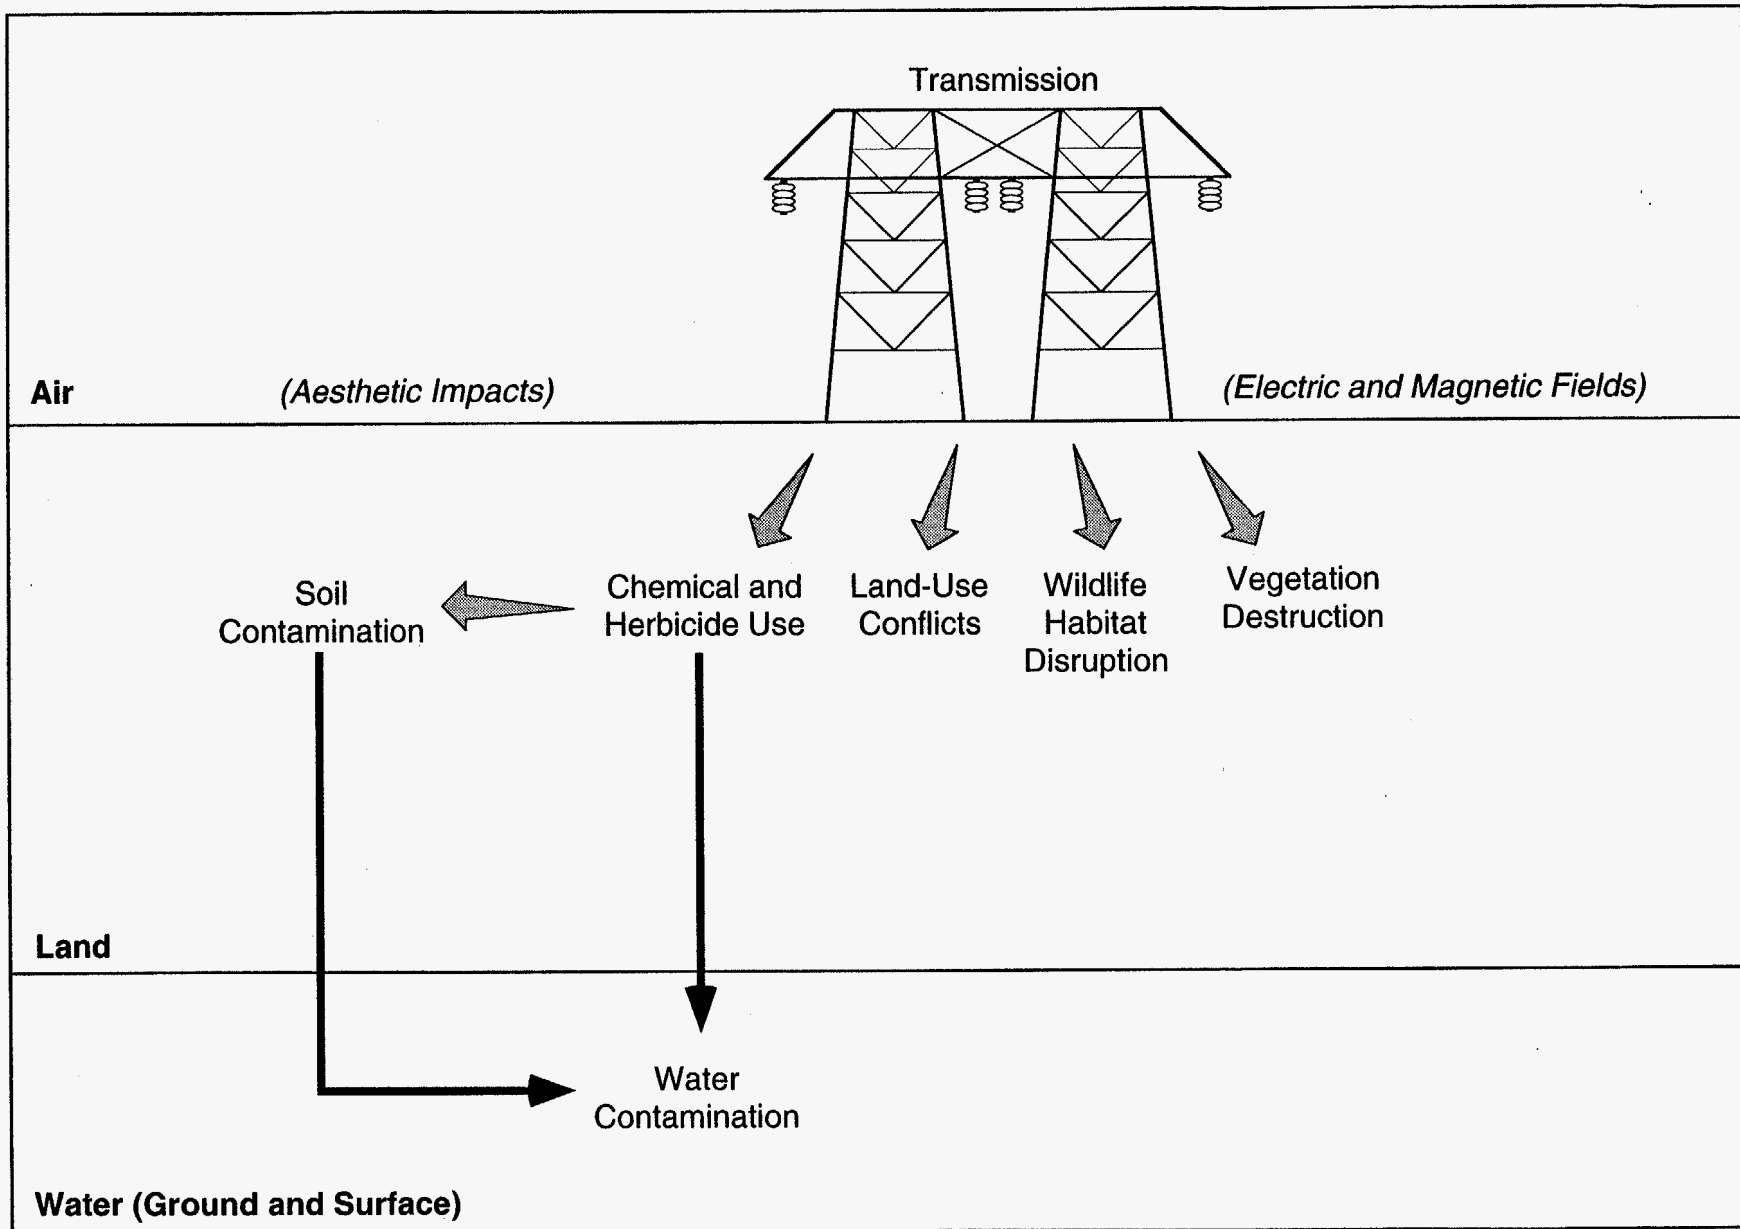 Transmission
Air
(Aesthetic Impacts)
(Electric and Magnetic Fields)
Soil
Contamination
Chemical and
Herbicide Use
Land-Use
Conflicts
Wildlife
Habitat
Disruption
Vegetation
Destruction
Land
Water
Contamination
Water (Ground and Surface)